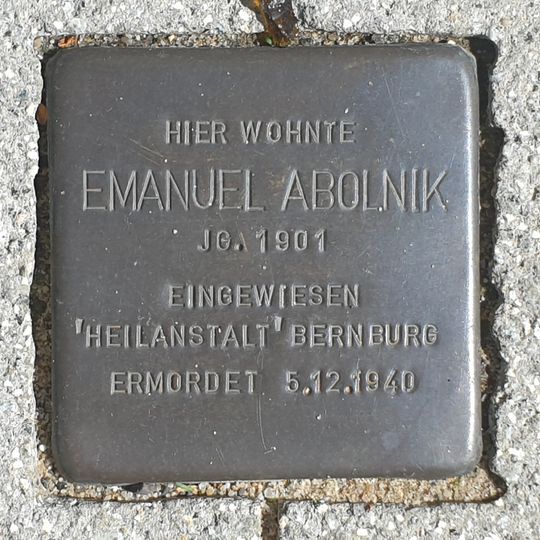 HIER WOHNTE
EMANUEL ABOLNIK
JG. 1901
EINGEWIESEN
'HEILANSTALT' BERNBURG
ERMORDET 5.12.1940